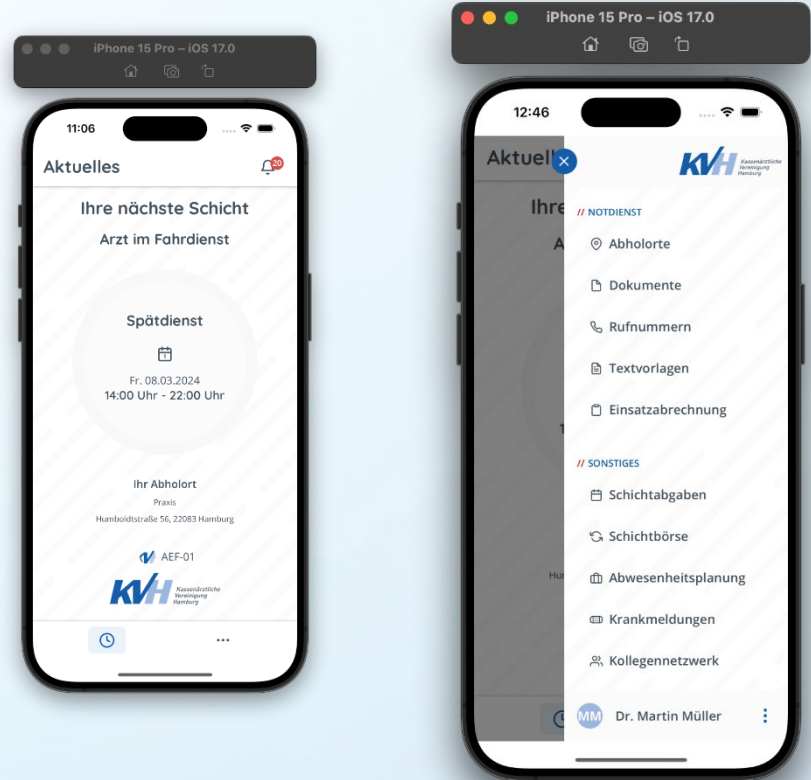 iPhone 15 Pro – iOS 17.0
11:06
Aktuelles
20
Ihre nächste Schicht
Arzt im Fahrdienst
Spätdienst
1
Fr. 08.03.2024
14:00 Uhr - 22:00 Uhr
Ihr Abholort
Praxis
Humboldtstraße 56, 22083 Hamburg
AEF-01
KVH
Kassenärztliche
Vereinigung
Hamburg
iPhone 15 Pro – iOS 17.0
12:46
Aktuel
KVH
Kassenärztliche
Vereinigung
Hamburg
Ihre
A
1
Hu
// NOTDIENST
Abholorte
Dokumente
Rufnummern
Textvorlagen
Einsatzabrechnung
// SONSTIGES
Schichtabgaben
Schichtbörse
Abwesenheitsplanung
Krankmeldungen
Kollegennetzwerk
MM Dr. Martin Müller